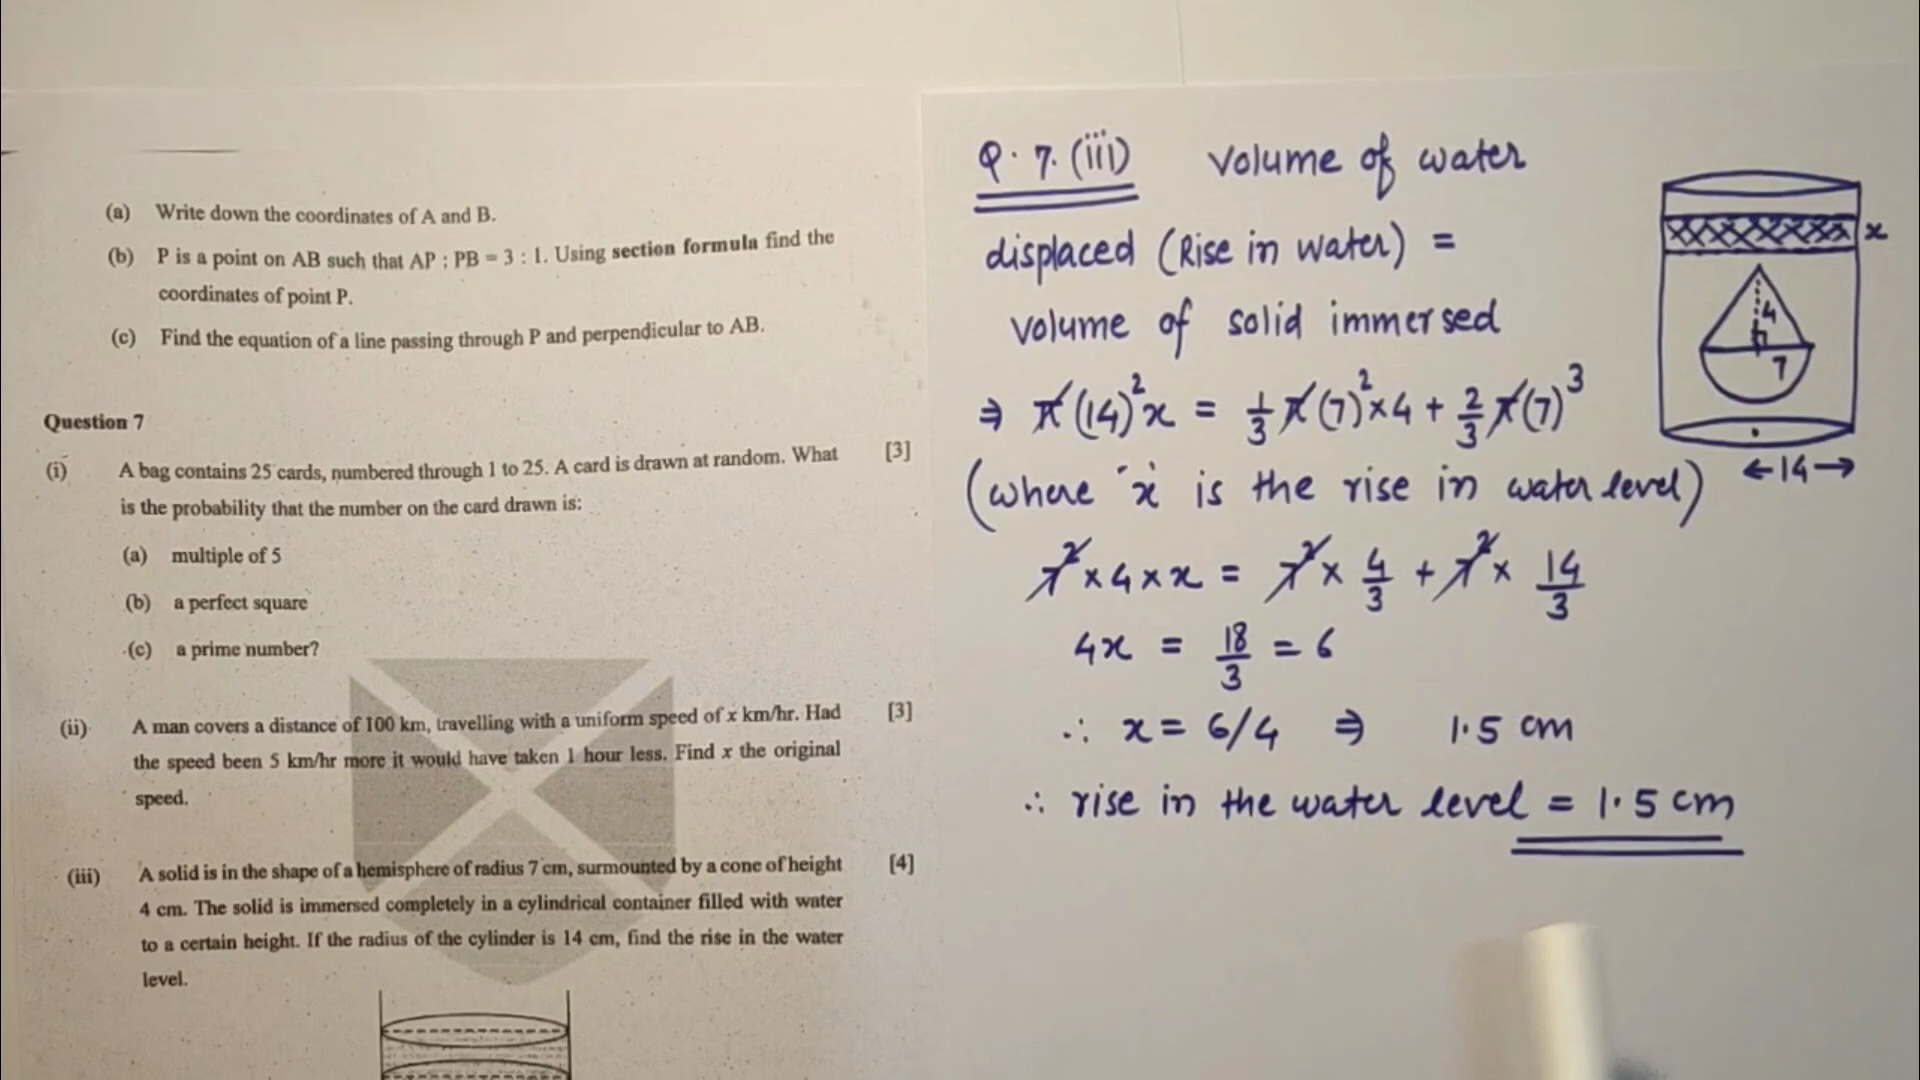 (a) Write down the coordinates of A and B.
(b) P is a point on AB such that AP : PB = 3 : 1. Using section formula find the
coordinates of point P.
(c) Find the equation of a line passing through P and perpendicular to AB.
Question 7
(i) A bag contains 25 cards, numbered through 1 to 25. A card is drawn at random. What [3]
is the probability that the number on the card drawn is:
(a) multiple of 5
(b) a perfect square
(c) a prime number?
(ii) A man covers a distance of 100 km, travelling with a uniform speed of x km/hr. Had [3]
the speed been 5 km/hr more it would have taken 1 hour less. Find x the original
speed.
(iii) A solid is in the shape of a hemisphere of radius 7 cm, surmounted by a cone of height [4]
4 cm. The solid is immersed completely in a cylindrical container filled with water
to a certain height. If the radius of the cylinder is 14 cm, find the rise in the water
level.
Q. 7. (iii) Volume of water
displaced (Rise in water) =
Volume of solid immersed
⇒ π(14)²x = 1/3 π(7)²×4 + 2/3 π(7)³
(where 'x' is the rise in water level)
7²×4×x = 7²× 4/3 + 7²× 14/3
4x = 18/3 = 6
∴ x = 6/4 ⇒ 1.5 cm
∴ rise in the water level = 1.5 cm
x
4
7
←14→